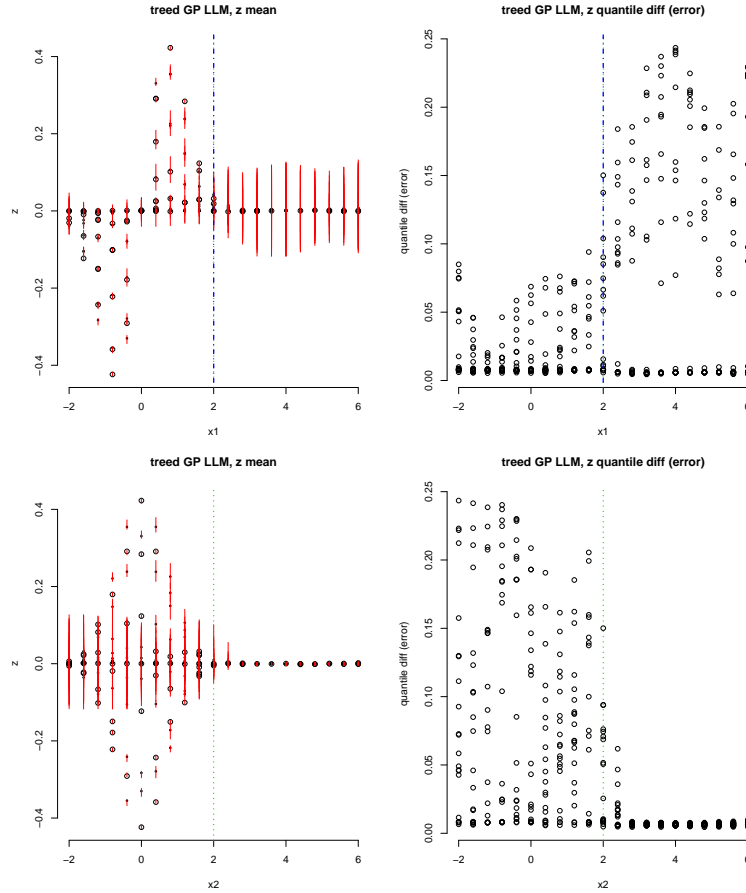 treed GP LLM, z mean
treed GP LLM, z quantile diff (error)
z
0.4
0.2
0.0
−0.2
−0.4
−2 0 2 4 6
x1
quantile diff (error)
0.25
0.20
0.15
0.10
0.05
0.00
−2 0 2 4 6
x1
treed GP LLM, z mean
treed GP LLM, z quantile diff (error)
z
0.4
0.2
0.0
−0.2
−0.4
−2 0 2 4 6
x2
quantile diff (error)
0.25
0.20
0.15
0.10
0.05
0.00
−2 0 2 4 6
x2